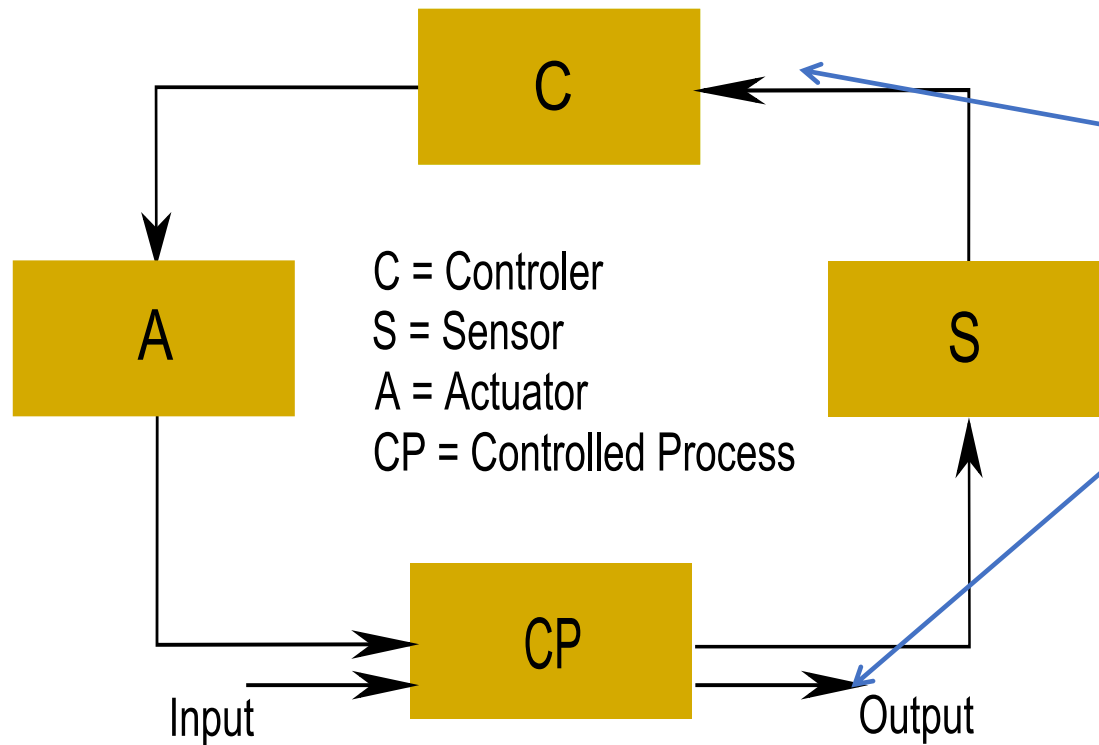 C
A
C = Controler
S = Sensor
A = Actuator
CP = Controlled Process
S
CP
Input
Output